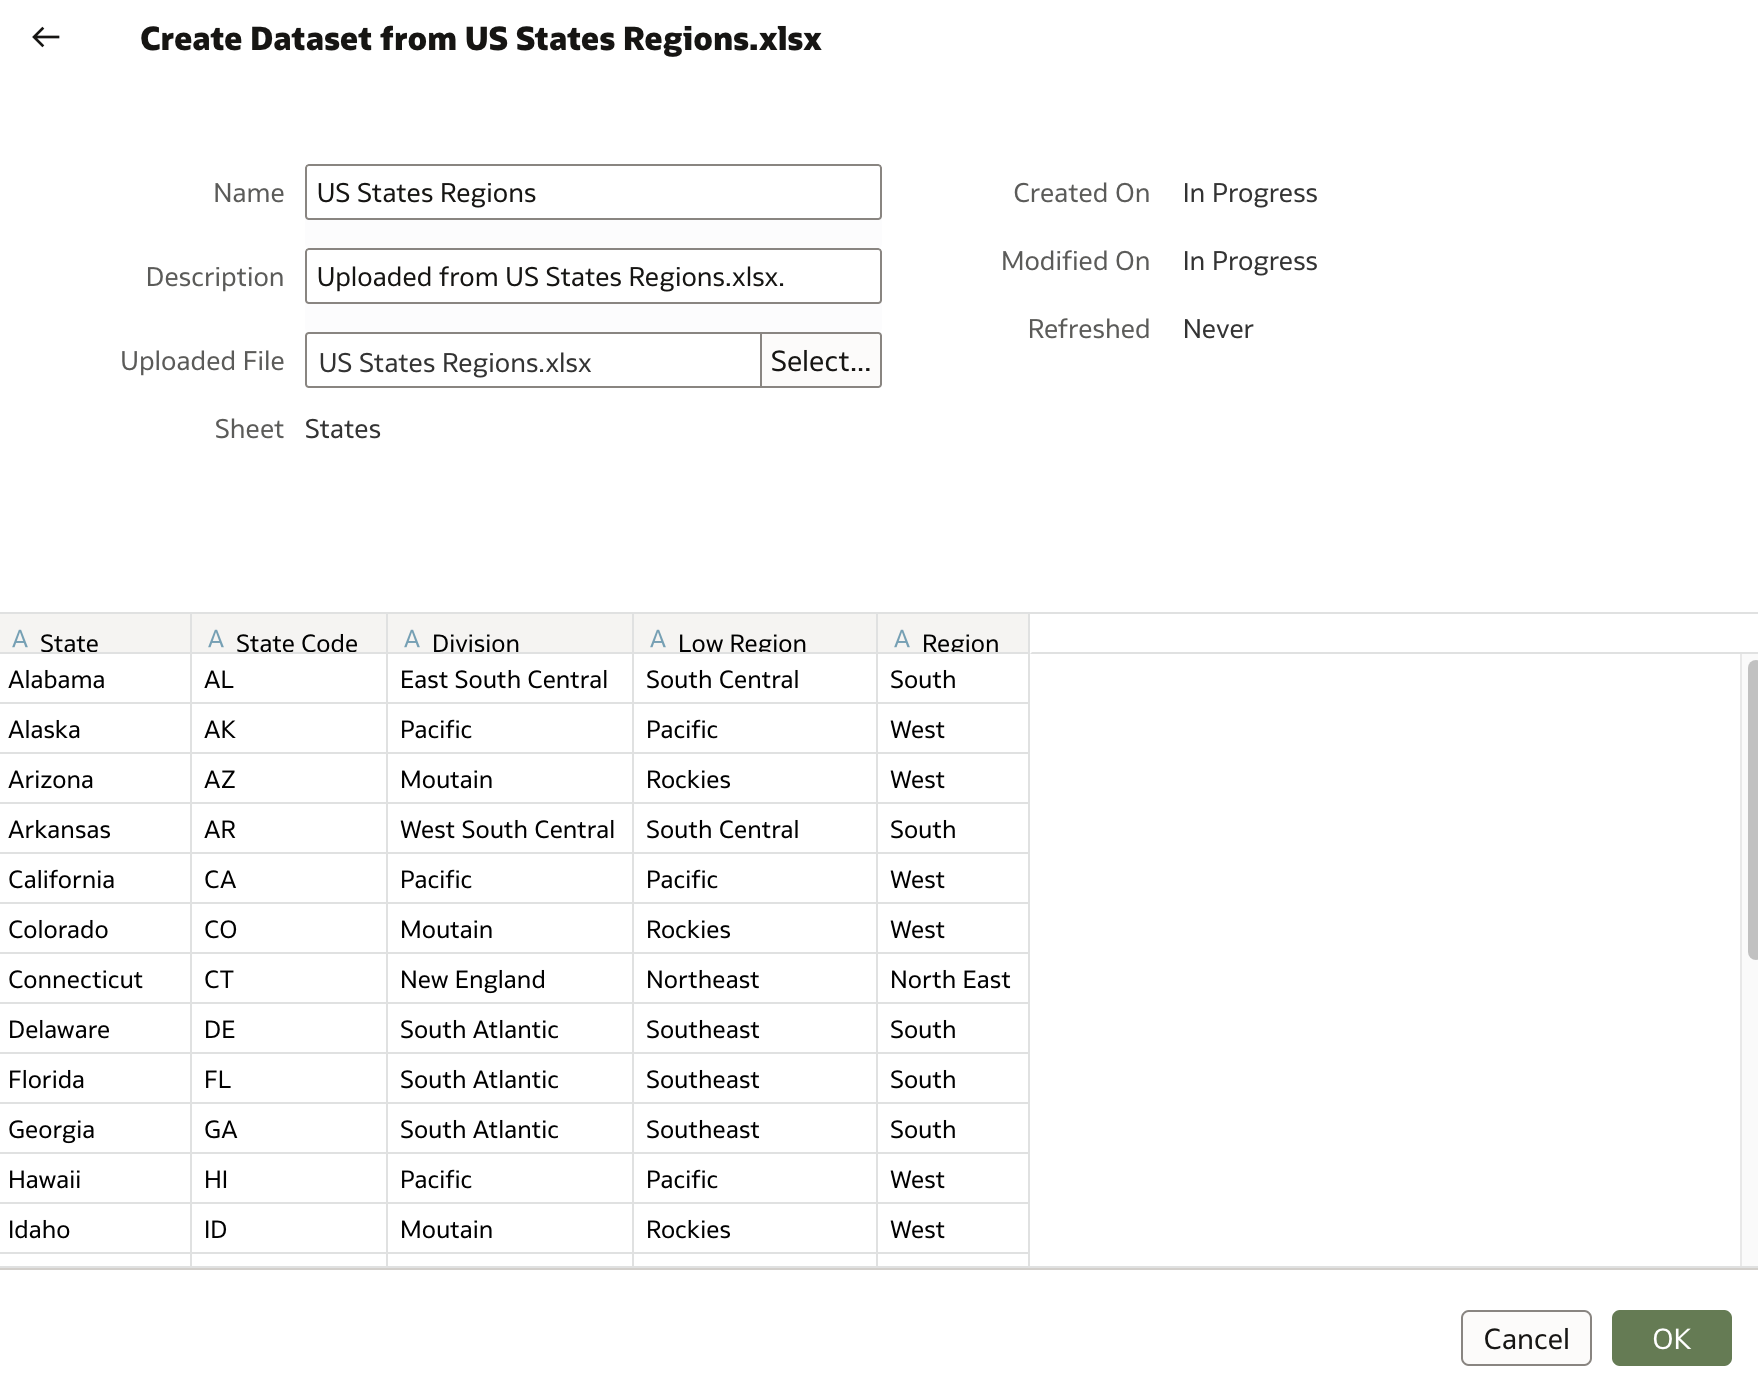 Create Dataset from US States Regions.xlsx
Name US States Regions
Created On In Progress
Description Uploaded from US States Regions.xlsx.
Modified On In Progress
Uploaded File US States Regions.xlsx Select...
Refreshed Never
Sheet States
A State A State Code A Division A Low Region A Region
Alabama AL East South Central South Central South
Alaska AK Pacific Pacific West
Arizona AZ Moutain Rockies West
Arkansas AR West South Central South Central South
California CA Pacific Pacific West
Colorado CO Moutain Rockies West
Connecticut CT New England Northeast North East
Delaware DE South Atlantic Southeast South
Florida FL South Atlantic Southeast South
Georgia GA South Atlantic Southeast South
Hawaii HI Pacific Pacific West
Idaho ID Moutain Rockies West
Cancel OK